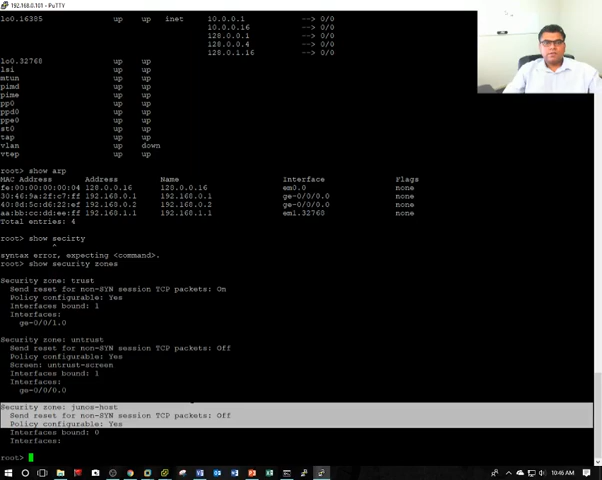 192.168.0.101 - PuTTY
lo0.16385 up up inet 10.0.0.1 --> 0/0
10.0.0.16 --> 0/0
128.0.0.1 --> 0/0
128.0.0.4 --> 0/0
128.0.1.16 --> 0/0
lo0.32768 up up
lsi up up
mtun up up
pimd up up
pime up up
pp0 up up
ppd0 up up
ppe0 up up
st0 up up
tap up up
vlan up down
vtep up up
root> show arp
MAC Address Address Name Interface Flags
fe:00:00:00:00:04 128.0.0.16 128.0.0.16 em0.0 none
30:46:9a:2f:c7:ff 192.168.0.1 192.168.0.1 ge-0/0/0.0 none
40:8d:5c:d6:22:ef 192.168.0.2 192.168.0.2 ge-0/0/0.0 none
aa:bb:cc:dd:ee:ff 192.168.1.1 192.168.1.1 em1.32768 none
Total entries: 4
root> show secirty
^
syntax error, expecting <command>.
root> show security zones
Security zone: trust
Send reset for non-SYN session TCP packets: On
Policy configurable: Yes
Interfaces bound: 1
Interfaces:
ge-0/0/1.0
Security zone: untrust
Send reset for non-SYN session TCP packets: Off
Policy configurable: Yes
Screen: untrust-screen
Interfaces bound: 1
Interfaces:
ge-0/0/0.0
Security zone: junos-host
Send reset for non-SYN session TCP packets: Off
Policy configurable: Yes
Interfaces bound: 0
Interfaces:
root>
10:46 AM